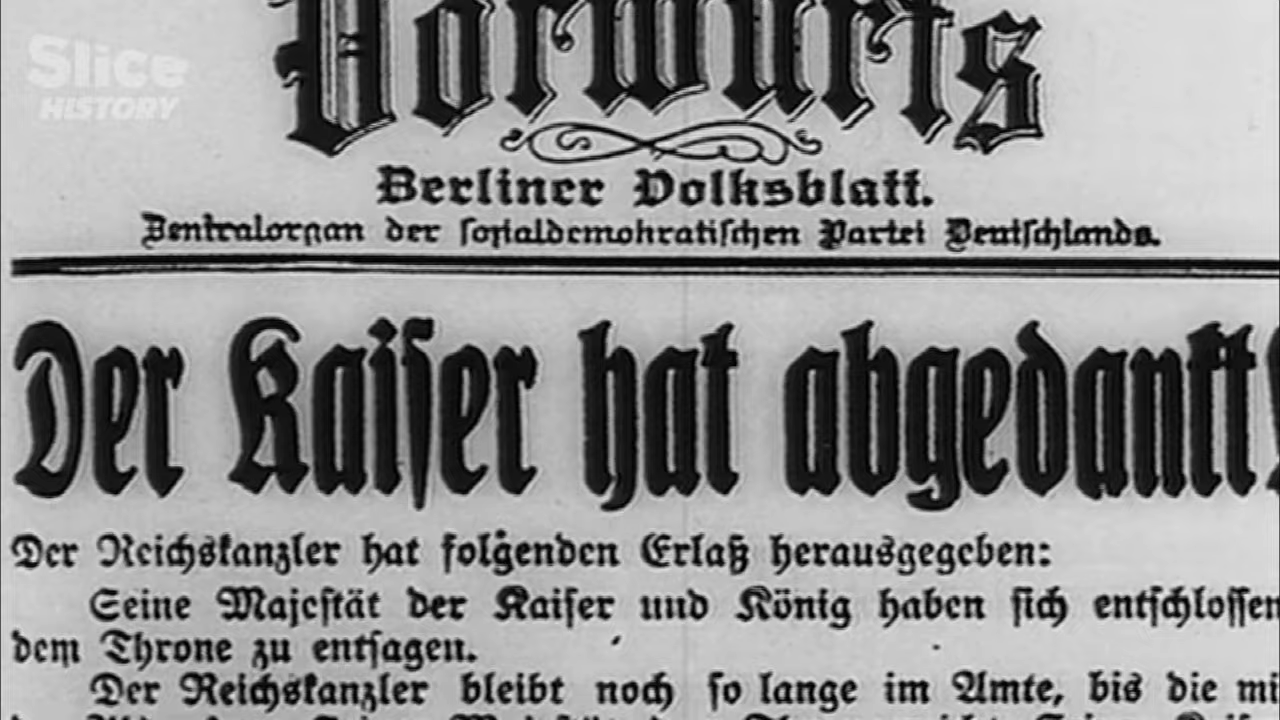 Slice
HISTORY
Vorwärts
Berliner Volksblatt.
Zentralorgan der sozialdemokratischen Partei Deutschlands.
Der Kaiser hat abgedankt!
Der Reichskanzler hat folgenden Erlaß herausgegeben:
Seine Majestät der Kaiser und König haben sich entschlossen
dem Throne zu entsagen.
Der Reichskanzler bleibt noch so lange im Amte, bis die mi